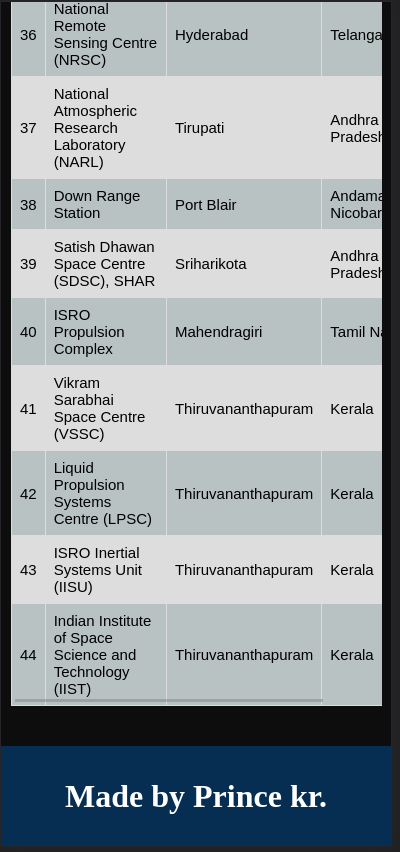 36 National Remote Sensing Centre (NRSC) Hyderabad Telanga
37 National Atmospheric Research Laboratory (NARL) Tirupati Andhra Pradesh
38 Down Range Station Port Blair Andama Nicobar
39 Satish Dhawan Space Centre (SDSC), SHAR Sriharikota Andhra Pradesh
40 ISRO Propulsion Complex Mahendragiri Tamil Na
41 Vikram Sarabhai Space Centre (VSSC) Thiruvananthapuram Kerala
42 Liquid Propulsion Systems Centre (LPSC) Thiruvananthapuram Kerala
43 ISRO Inertial Systems Unit (IISU) Thiruvananthapuram Kerala
44 Indian Institute of Space Science and Technology (IIST) Thiruvananthapuram Kerala
Made by Prince kr.